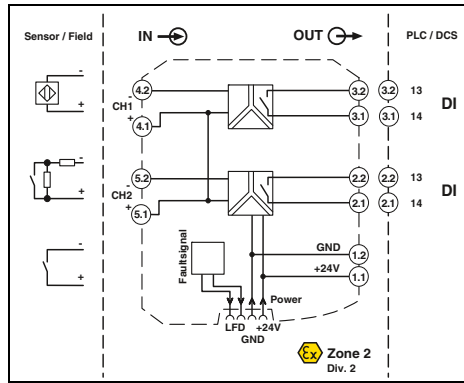 Sensor / Field
IN
OUT
PLC / DCS
-
+
4.2
-
CH1
+
4.1
3.2
3.2
13
3.1
3.1
14
DI
-
+
5.2
-
CH2
+
5.1
2.2
2.2
13
2.1
2.1
14
DI
-
+
Faultsignal
GND
1.2
+24V
1.1
Power
LFD
+24V
GND
Ex
Zone 2
Div. 2